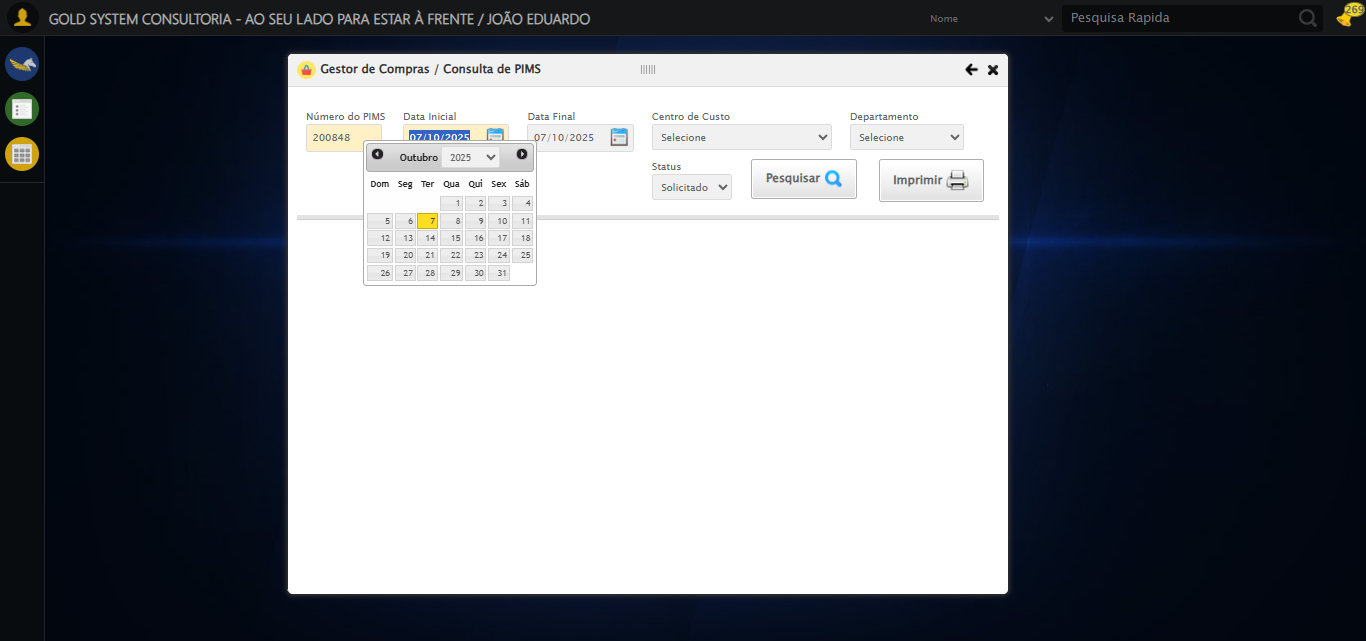 GOLD SYSTEM CONSULTORIA - AO SEU LADO PARA ESTAR À FRENTE / JOÃO EDUARDO
Nome
Pesquisa Rapida
269
Gestor de Compras / Consulta de PIMS
Número do PIMS Data Inicial Data Final Centro de Custo Departamento
200848 07/10/2025 07/10/2025 Selecione Selecione
Outubro 2025
Status
Solicitado
Pesquisar
Imprimir
Dom Seg Ter Qua Qui Sex Sáb
1 2 3 4
5 6 7 8 9 10 11
12 13 14 15 16 17 18
19 20 21 22 23 24 25
26 27 28 29 30 31